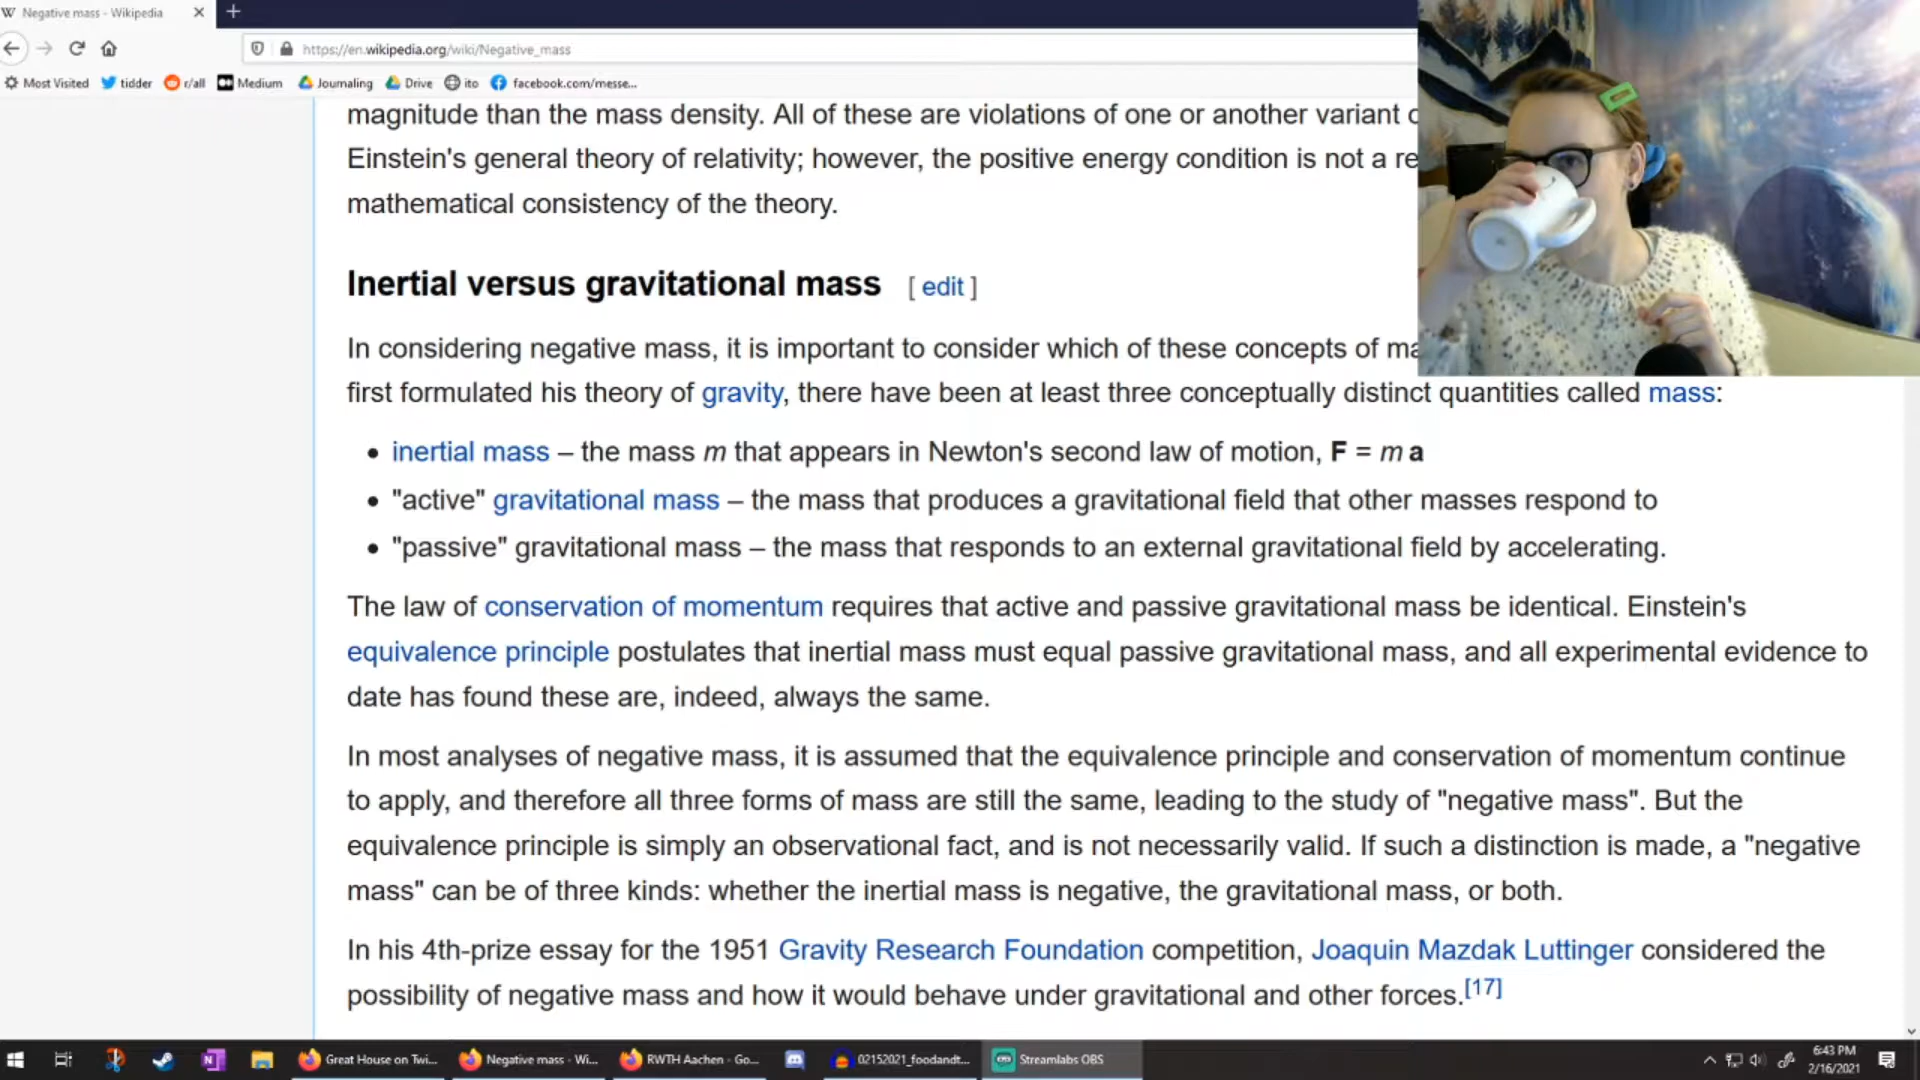 Negative mass - Wikipedia
https://en.wikipedia.org/wiki/Negative_mass
Most Visited tidder r/all Medium Journaling Drive ito facebook.com/messe...
magnitude than the mass density. All of these are violations of one or another variant
Einstein's general theory of relativity; however, the positive energy condition is not a
mathematical consistency of the theory.
Inertial versus gravitational mass [ edit ]
In considering negative mass, it is important to consider which of these concepts of
first formulated his theory of gravity, there have been at least three conceptually distinct quantities called mass:
• inertial mass – the mass m that appears in Newton's second law of motion, F = m a
• "active" gravitational mass – the mass that produces a gravitational field that other masses respond to
• "passive" gravitational mass – the mass that responds to an external gravitational field by accelerating.
The law of conservation of momentum requires that active and passive gravitational mass be identical. Einstein's
equivalence principle postulates that inertial mass must equal passive gravitational mass, and all experimental evidence to
date has found these are, indeed, always the same.
In most analyses of negative mass, it is assumed that the equivalence principle and conservation of momentum continue
to apply, and therefore all three forms of mass are still the same, leading to the study of "negative mass". But the
equivalence principle is simply an observational fact, and is not necessarily valid. If such a distinction is made, a "negative
mass" can be of three kinds: whether the inertial mass is negative, the gravitational mass, or both.
In his 4th-prize essay for the 1951 Gravity Research Foundation competition, Joaquin Mazdak Luttinger considered the
possibility of negative mass and how it would behave under gravitational and other forces.[17]
Great House on Twi... Negative mass - Wi... RWTH Aachen - Go... 02152021_foodandt... Streamlabs OBS
6:43 PM
2/16/2021